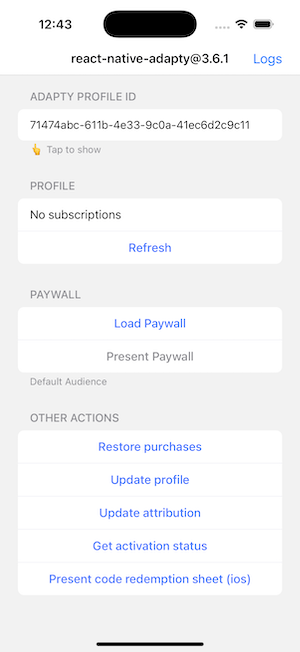 12:43
react-native-adapty@3.6.1 Logs
ADAPTY PROFILE ID
71474abc-611b-4e33-9c0a-41ec6d2c9c11
👆 Tap to show
PROFILE
No subscriptions
Refresh
PAYWALL
Load Paywall
Present Paywall
Default Audience
OTHER ACTIONS
Restore purchases
Update profile
Update attribution
Get activation status
Present code redemption sheet (ios)